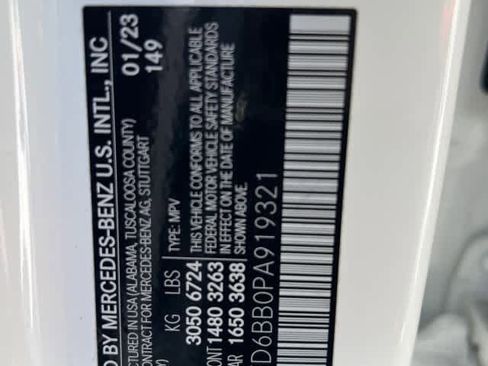 D BY MERCEDES-BENZ U.S. INTL., INC
CTURED IN USA (ALABAMA, TUSCALOOSA COUNTY)
CONTRACT FOR MERCEDES-BENZ AG, STUTTGART
01/23
149
KG LBS
3050 6724
ONT 1480 3263
AR 1650 3638
TYPE: MPV
THIS VEHICLE CONFORMS TO ALL APPLICABLE
FEDERAL MOTOR VEHICLE SAFETY STANDARDS
IN EFFECT ON THE DATE OF MANUFACTURE
SHOWN ABOVE.
D6BB0PA919321